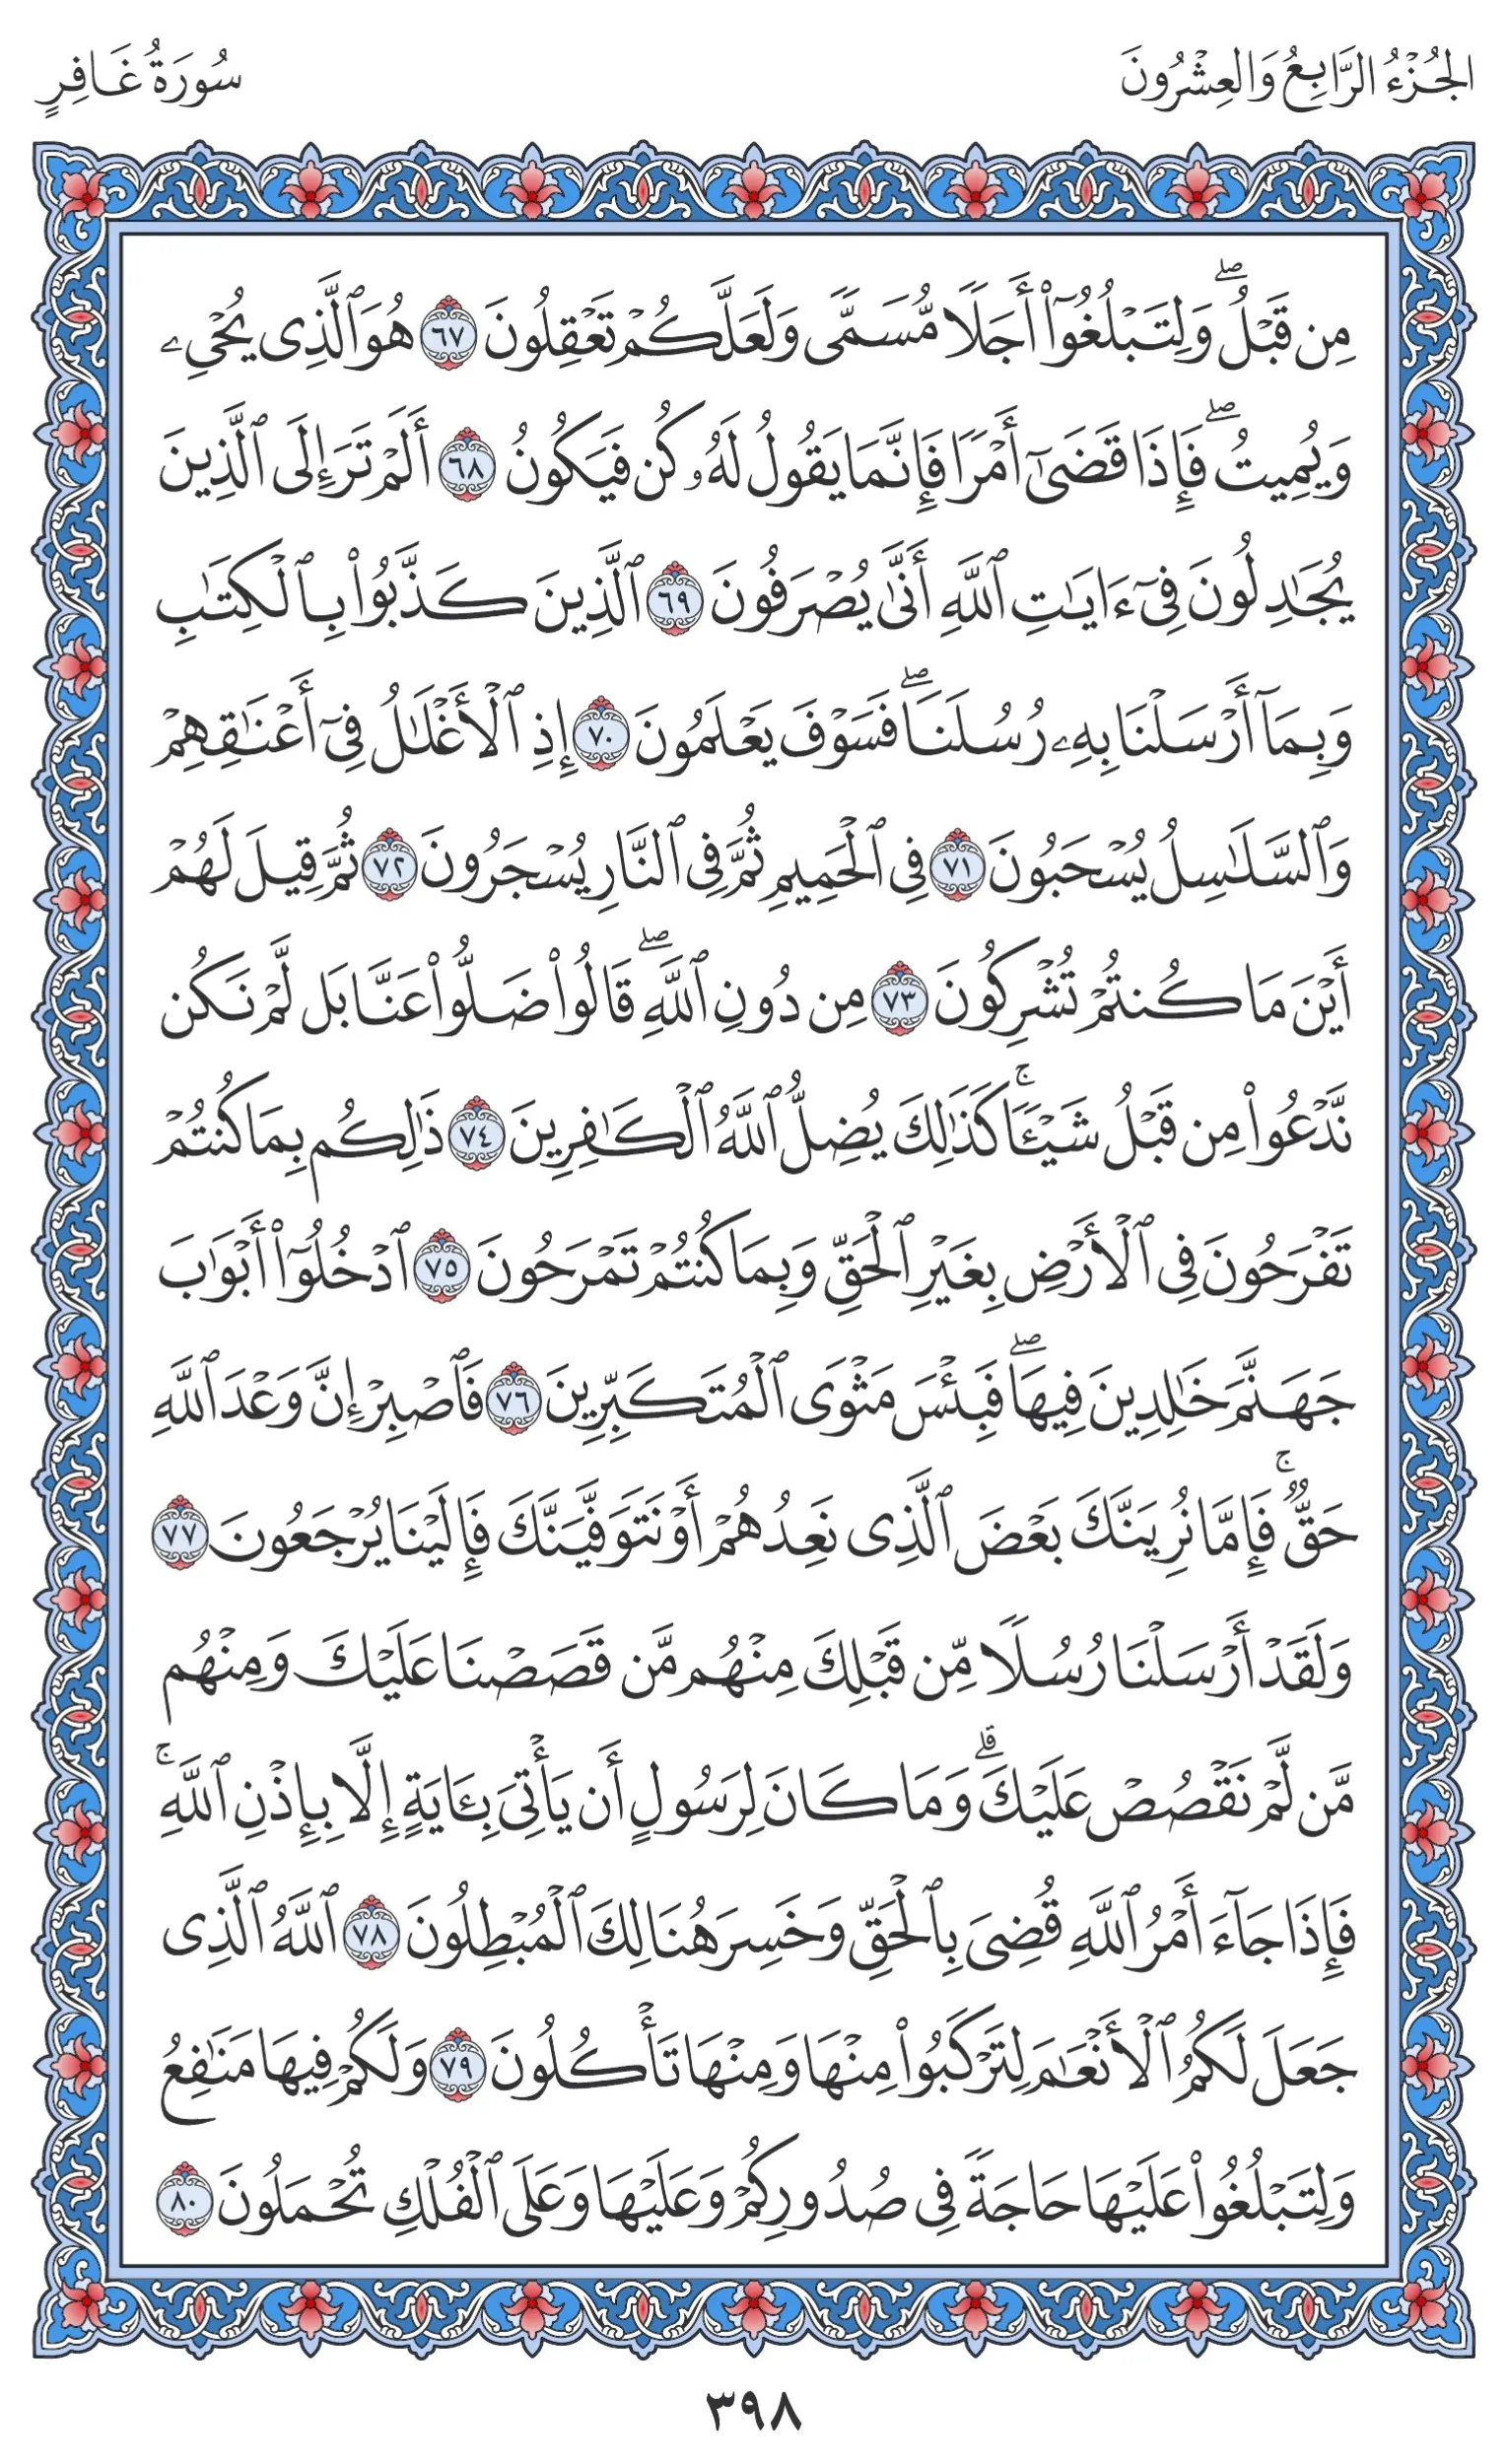 الجُزْءُ الرَّابِعُ وَالعِشْرُونَ
سُورَةُ غَافِرٍ
مِن قَبْلُۖ وَلِتَبْلُغُوٓاْ أَجَلًا مُّسَمًّى وَلَعَلَّكُمْ تَعْقِلُونَ ٦٧ هُوَ ٱلَّذِى يُحْىِۦ
وَيُمِيتُۖ فَإِذَا قَضَىٰٓ أَمْرًا فَإِنَّمَا يَقُولُ لَهُۥ كُن فَيَكُونُ ٦٨ أَلَمْ تَرَ إِلَى ٱلَّذِينَ
يُجَٰدِلُونَ فِىٓ ءَايَٰتِ ٱللَّهِ أَنَّىٰ يُصْرَفُونَ ٦٩ ٱلَّذِينَ كَذَّبُواْ بِٱلْكِتَٰبِ
وَبِمَآ أَرْسَلْنَا بِهِۦ رُسُلَنَاۖ فَسَوْفَ يَعْلَمُونَ ٧٠ إِذِ ٱلْأَغْلَٰلُ فِىٓ أَعْنَٰقِهِمْ
وَٱلسَّلَٰسِلُ يُسْحَبُونَ ٧١ فِى ٱلْحَمِيمِ ثُمَّ فِى ٱلنَّارِ يُسْجَرُونَ ٧٢ ثُمَّ قِيلَ لَهُمْ
أَيْنَ مَا كُنتُمْ تُشْرِكُونَ ٧٣ مِن دُونِ ٱللَّهِۖ قَالُواْ ضَلُّواْ عَنَّا بَل لَّمْ نَكُن
نَّدْعُواْ مِن قَبْلُ شَيْـًٔاۚ كَذَٰلِكَ يُضِلُّ ٱللَّهُ ٱلْكَٰفِرِينَ ٧٤ ذَٰلِكُم بِمَا كُنتُمْ
تَفْرَحُونَ فِى ٱلْأَرْضِ بِغَيْرِ ٱلْحَقِّ وَبِمَا كُنتُمْ تَمْرَحُونَ ٧٥ ٱدْخُلُوٓاْ أَبْوَٰبَ
جَهَنَّمَ خَٰلِدِينَ فِيهَاۖ فَبِئْسَ مَثْوَى ٱلْمُتَكَبِّرِينَ ٧٦ فَٱصْبِرْ إِنَّ وَعْدَ ٱللَّهِ
حَقٌّۚ فَإِمَّا نُرِيَنَّكَ بَعْضَ ٱلَّذِى نَعِدُهُمْ أَوْ نَتَوَفَّيَنَّكَ فَإِلَيْنَا يُرْجَعُونَ ٧٧
وَلَقَدْ أَرْسَلْنَا رُسُلًا مِّن قَبْلِكَ مِنْهُم مَّن قَصَصْنَا عَلَيْكَ وَمِنْهُم
مَّن لَّمْ نَقْصُصْ عَلَيْكَۗ وَمَا كَانَ لِرَسُولٍ أَن يَأْتِىَ بِـَٔايَةٍ إِلَّا بِإِذْنِ ٱللَّهِۚ
فَإِذَا جَآءَ أَمْرُ ٱللَّهِ قُضِىَ بِٱلْحَقِّ وَخَسِرَ هُنَالِكَ ٱلْمُبْطِلُونَ ٧٨ ٱللَّهُ ٱلَّذِى
جَعَلَ لَكُمُ ٱلْأَنْعَٰمَ لِتَرْكَبُواْ مِنْهَا وَمِنْهَا تَأْكُلُونَ ٧٩ وَلَكُمْ فِيهَا مَنَٰفِعُ
وَلِتَبْلُغُواْ عَلَيْهَا حَاجَةً فِى صُدُورِكُمْ وَعَلَيْهَا وَعَلَى ٱلْفُلْكِ تُحْمَلُونَ ٨٠
٣٩٨